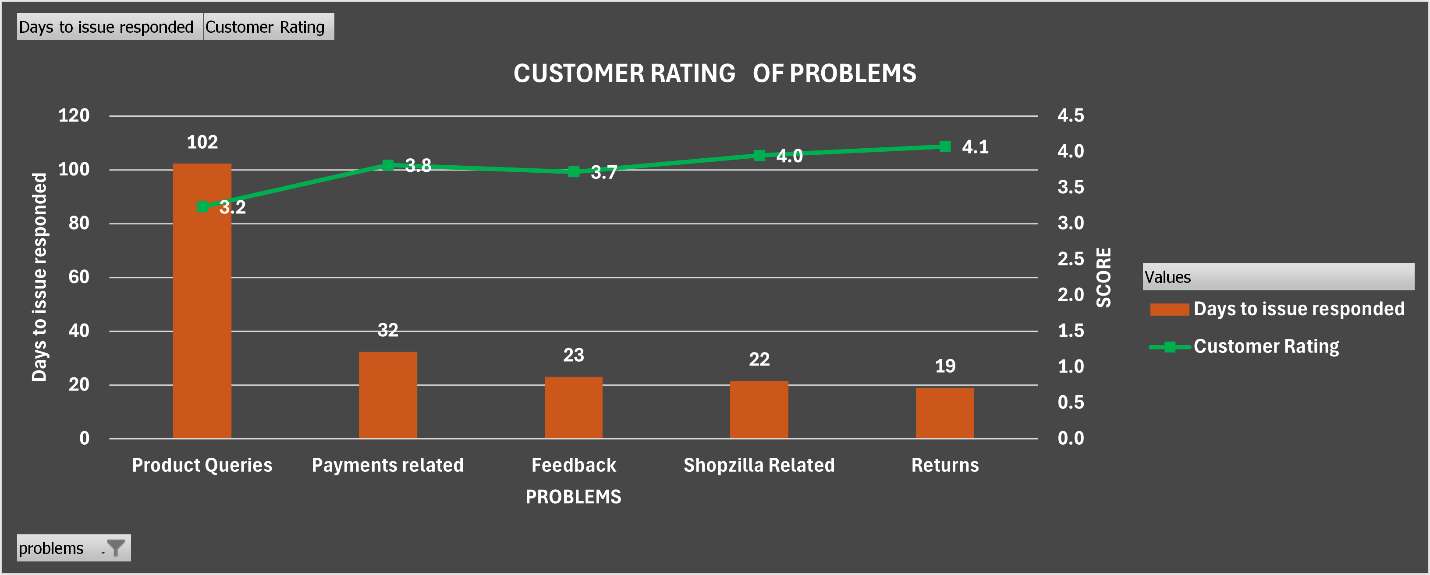 Days to issue responded Customer Rating
CUSTOMER RATING OF PROBLEMS
Days to issue responded
120
100
80
60
40
20
0
102
32
23
22
19
3.2
3.8
3.7
4.0
4.1
4.5
4.0
3.5
3.0
2.5
2.0
1.5
1.0
0.5
0.0
SCORE
Product Queries Payments related Feedback Shopzilla Related Returns
PROBLEMS
Values
Days to issue responded
Customer Rating
problems